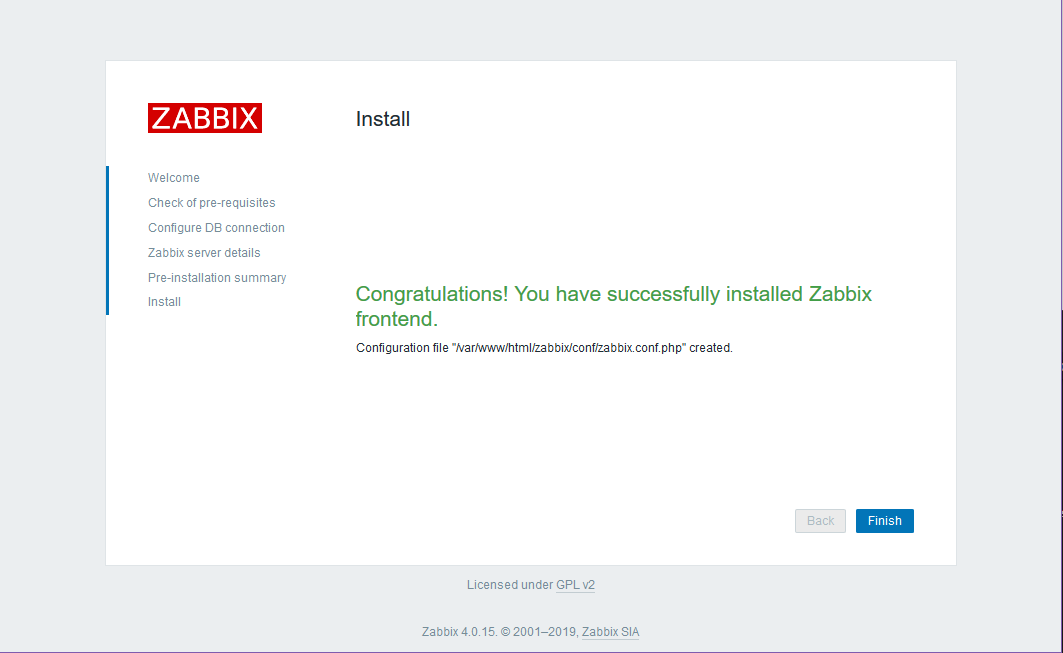 ZABBIX
Install
Welcome
Check of pre-requisites
Configure DB connection
Zabbix server details
Pre-installation summary
Install
Congratulations! You have successfully installed Zabbix
frontend.
Configuration file "/var/www/html/zabbix/conf/zabbix.conf.php" created.
Back
Finish
Licensed under GPL v2
Zabbix 4.0.15. © 2001–2019, Zabbix SIA